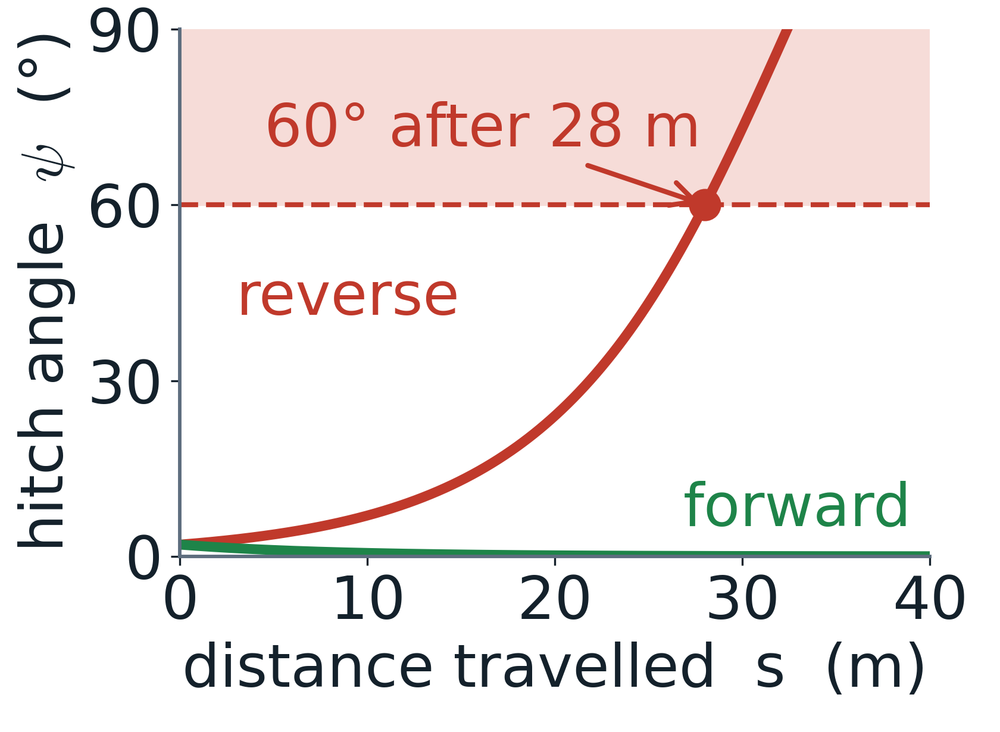 hitch angle ψ (°)
90
60
30
0
60° after 28 m
reverse
forward
0 10 20 30 40
distance travelled s (m)